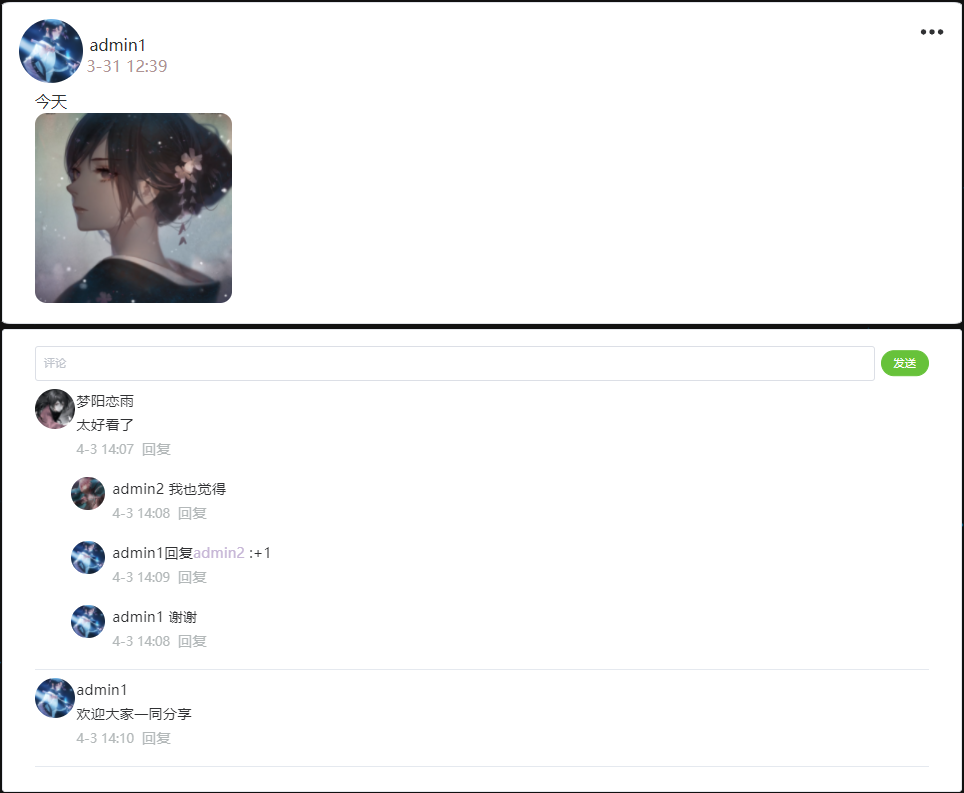 admin1
3-31 12:39
今天
评论
发送
梦阳恋雨
太好看了
4-3 14:07 回复
admin2 我也觉得
4-3 14:08 回复
admin1回复admin2 :+1
4-3 14:09 回复
admin1 谢谢
4-3 14:08 回复
admin1
欢迎大家一同分享
4-3 14:10 回复